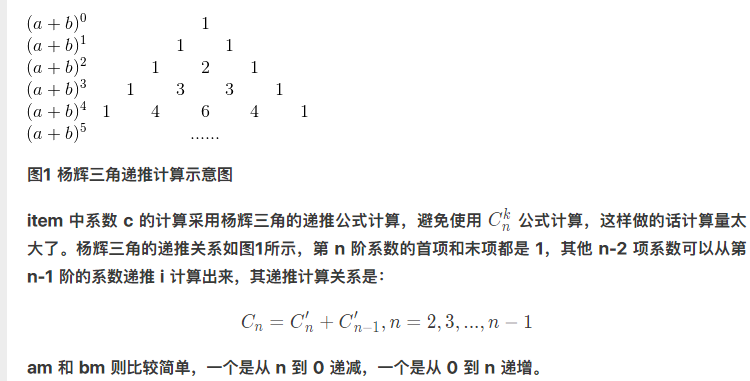 (a + b)⁰ 1
(a + b)¹ 1 1
(a + b)² 1 2 1
(a + b)³ 1 3 3 1
(a + b)⁴ 1 4 6 4 1
(a + b)⁵ ......
图1 杨辉三角递推计算示意图
item 中系数 c 的计算采用杨辉三角的递推公式计算，避免使用 Cₙᵏ 公式计算，这样做的话计算量太
大了。杨辉三角的递推关系如图1所示，第 n 阶系数的首项和末项都是 1，其他 n-2 项系数可以从第
n-1 阶的系数递推 i 计算出来，其递推计算关系是：
Cₙ = C′ₙ + C′ₙ₋₁, n = 2, 3, ..., n − 1
am 和 bm 则比较简单，一个是从 n 到 0 递减，一个是从 0 到 n 递增。